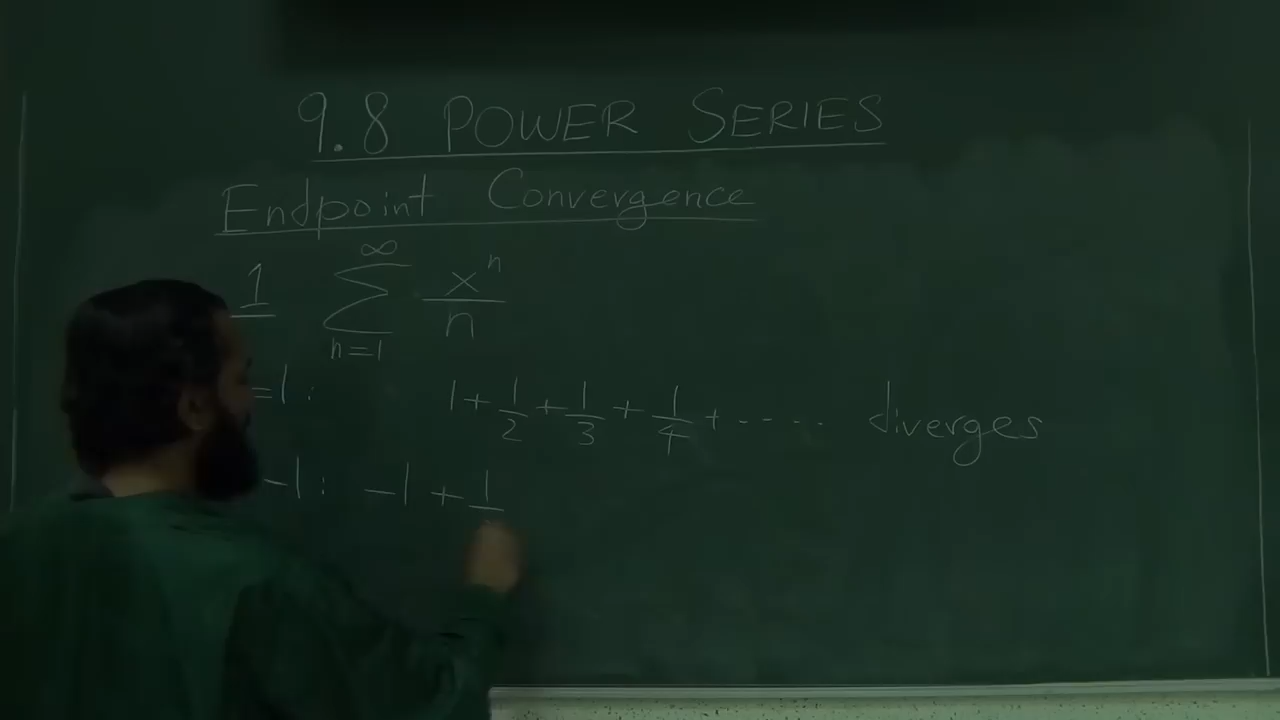 9.8 POWER SERIES
Endpoint Convergence
1 ∞ ∑ n=1 x^n/n
=1: 1 + 1/2 + 1/3 + 1/4 + ----- diverges
-1: -1 + 1/